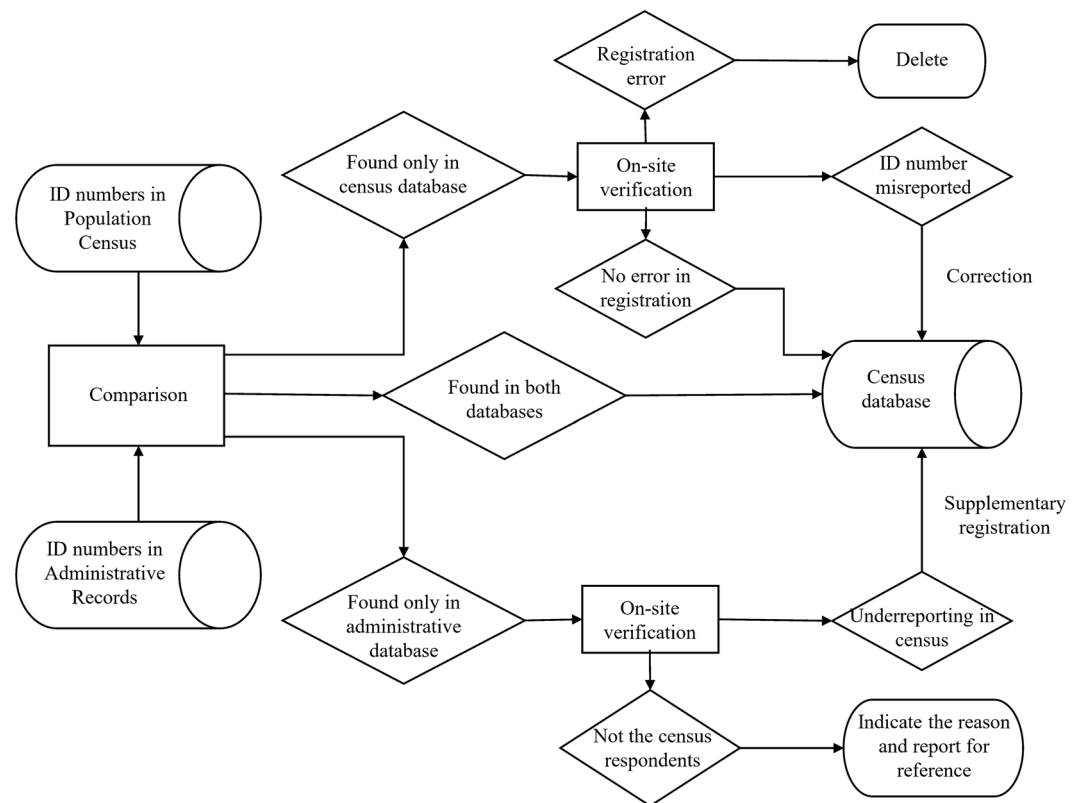 Registration
error
Delete
Found only in
census database
On-site
verification
ID number
misreported
ID numbers in
Population
Census
No error in
registration
Correction
Comparison
Found in both
databases
Census
database
Supplementary
registration
ID numbers in
Administrative
Records
Found only in
administrative
database
On-site
verification
Underreporting in
census
Not the census
respondents
Indicate the reason
and report for
reference